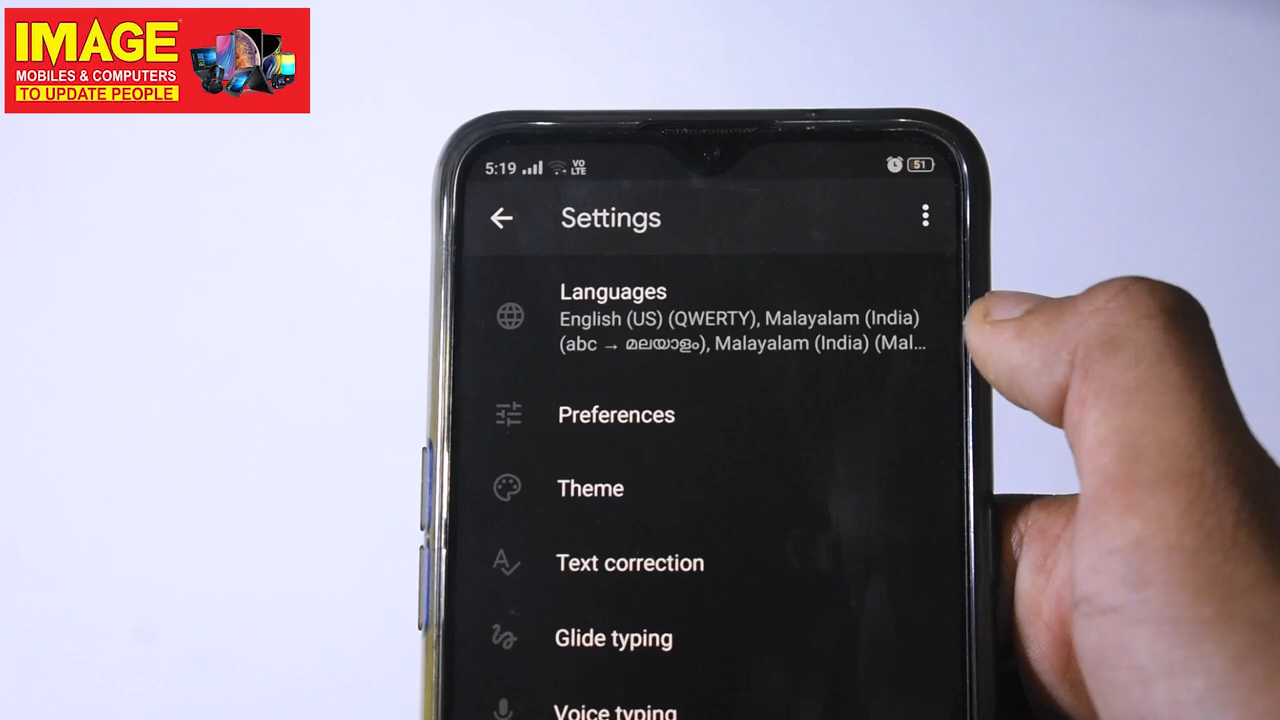 IMAGE
MOBILES & COMPUTERS
TO UPDATE PEOPLE
5:19 VO LTE 51
Settings
Languages
English (US) (QWERTY), Malayalam (India)
(abc → മലയാളം), Malayalam (India) (Mal...
Preferences
Theme
Text correction
Glide typing
Voice typing